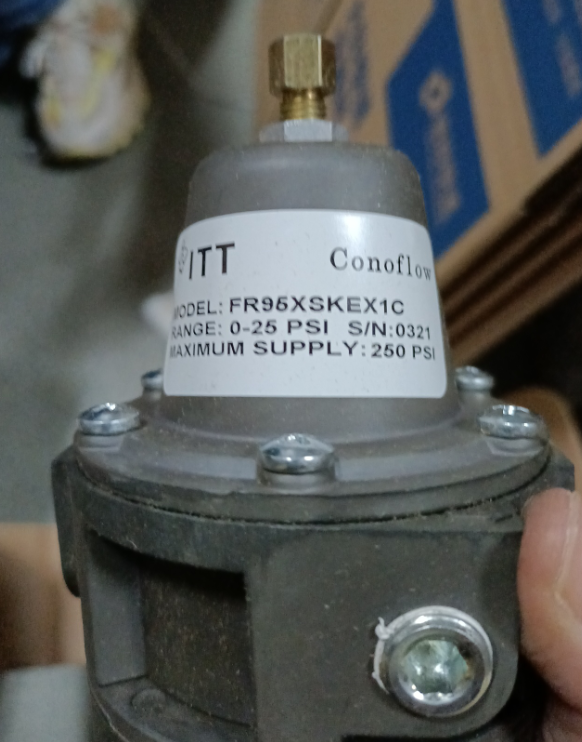 ITT Conoflow
MODEL: FR95XSKEX1C
RANGE: 0-25 PSI S/N:0321
MAXIMUM SUPPLY: 250 PSI